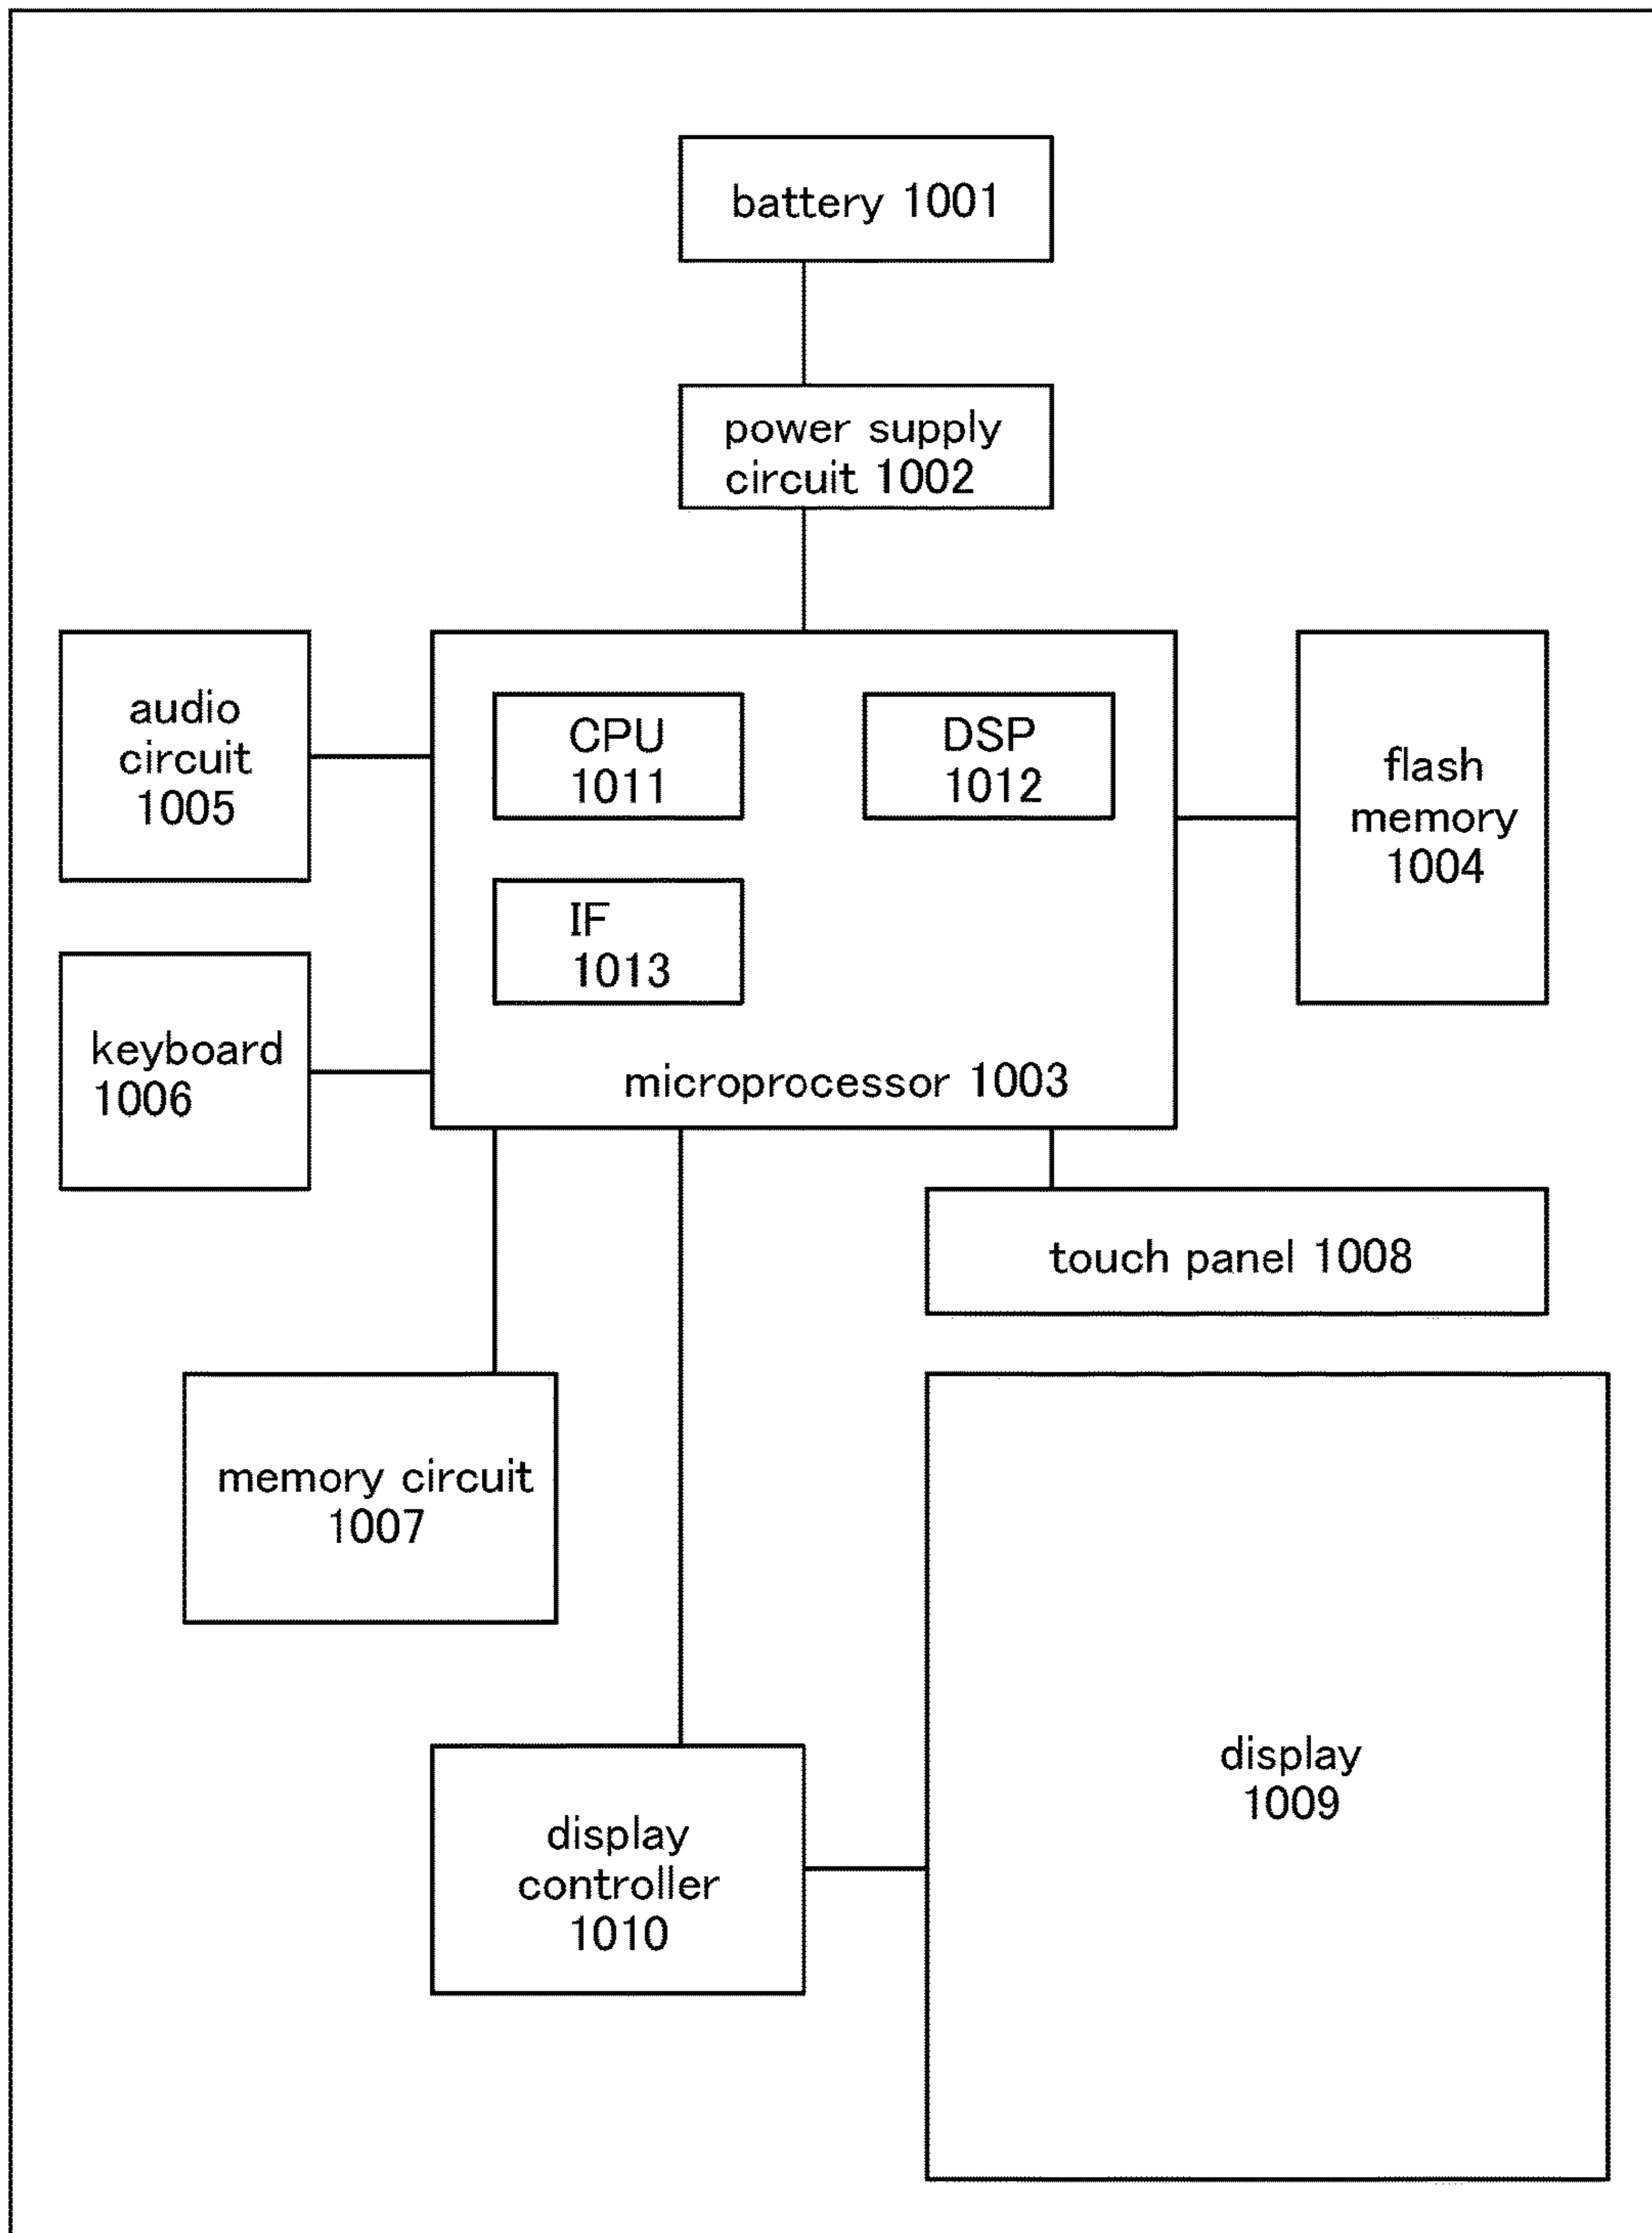 battery 1001
power supply
circuit 1002
audio
circuit
1005
CPU
1011
DSP
1012
flash
memory
1004
IF
1013
keyboard
1006
microprocessor 1003
touch panel 1008
memory circuit
1007
display
1009
display
controller
1010